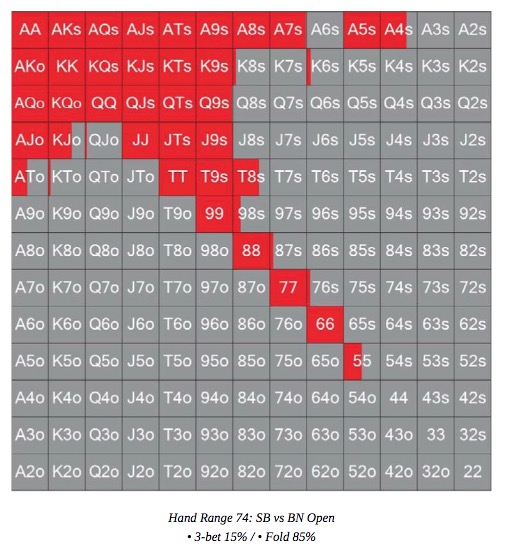 AA AKs AQs AJs ATs A9s A8s A7s A6s A5s A4s A3s A2s
AKo KK KQs KJs KTs K9s K8s K7s K6s K5s K4s K3s K2s
AQo KQo QQ QJs QTs Q9s Q8s Q7s Q6s Q5s Q4s Q3s Q2s
AJo KJo QJo JJ JTs J9s J8s J7s J6s J5s J4s J3s J2s
ATo KTo QTo JTo TT T9s T8s T7s T6s T5s T4s T3s T2s
A9o K9o Q9o J9o T9o 99 98s 97s 96s 95s 94s 93s 92s
A8o K8o Q8o J8o T8o 98o 88 87s 86s 85s 84s 83s 82s
A7o K7o Q7o J7o T7o 97o 87o 77 76s 75s 74s 73s 72s
A6o K6o Q6o J6o T6o 96o 86o 76o 66 65s 64s 63s 62s
A5o K5o Q5o J5o T5o 95o 85o 75o 65o 55 54s 53s 52s
A4o K4o Q4o J4o T4o 94o 84o 74o 64o 54o 44 43s 42s
A3o K3o Q3o J3o T3o 93o 83o 73o 63o 53o 43o 33 32s
A2o K2o Q2o J2o T2o 92o 82o 72o 62o 52o 42o 32o 22
Hand Range 74: SB vs BN Open
• 3-bet 15% / • Fold 85%